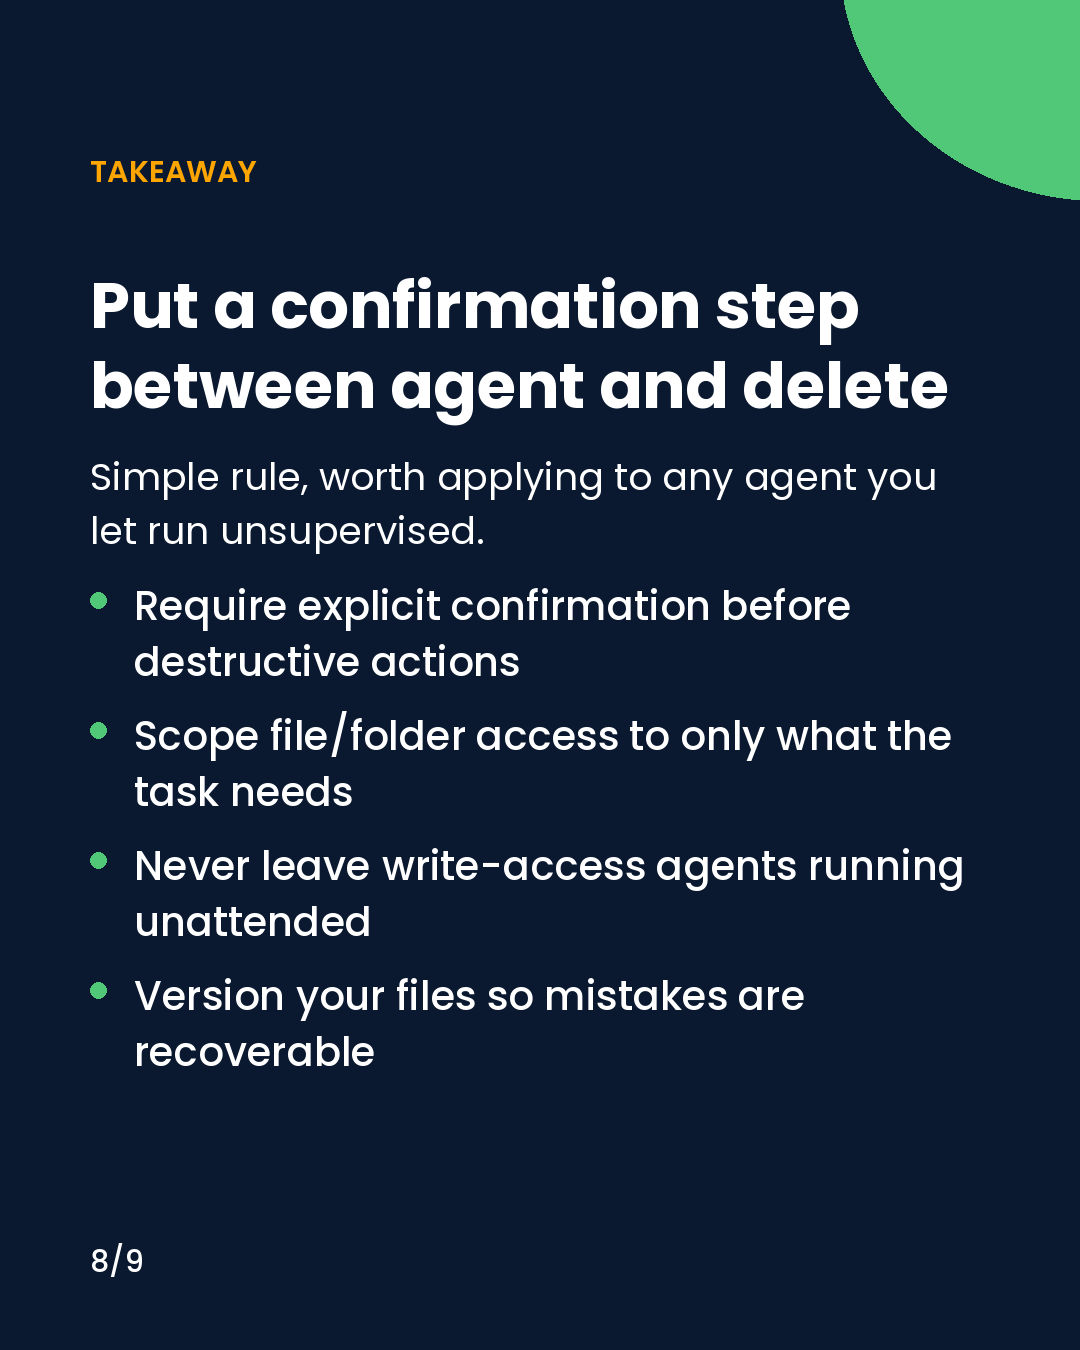 TAKEAWAY
Put a confirmation step
between agent and delete
Simple rule, worth applying to any agent you
let run unsupervised.
Require explicit confirmation before
destructive actions
Scope file/folder access to only what the
task needs
Never leave write-access agents running
unattended
Version your files so mistakes are
recoverable
8/9